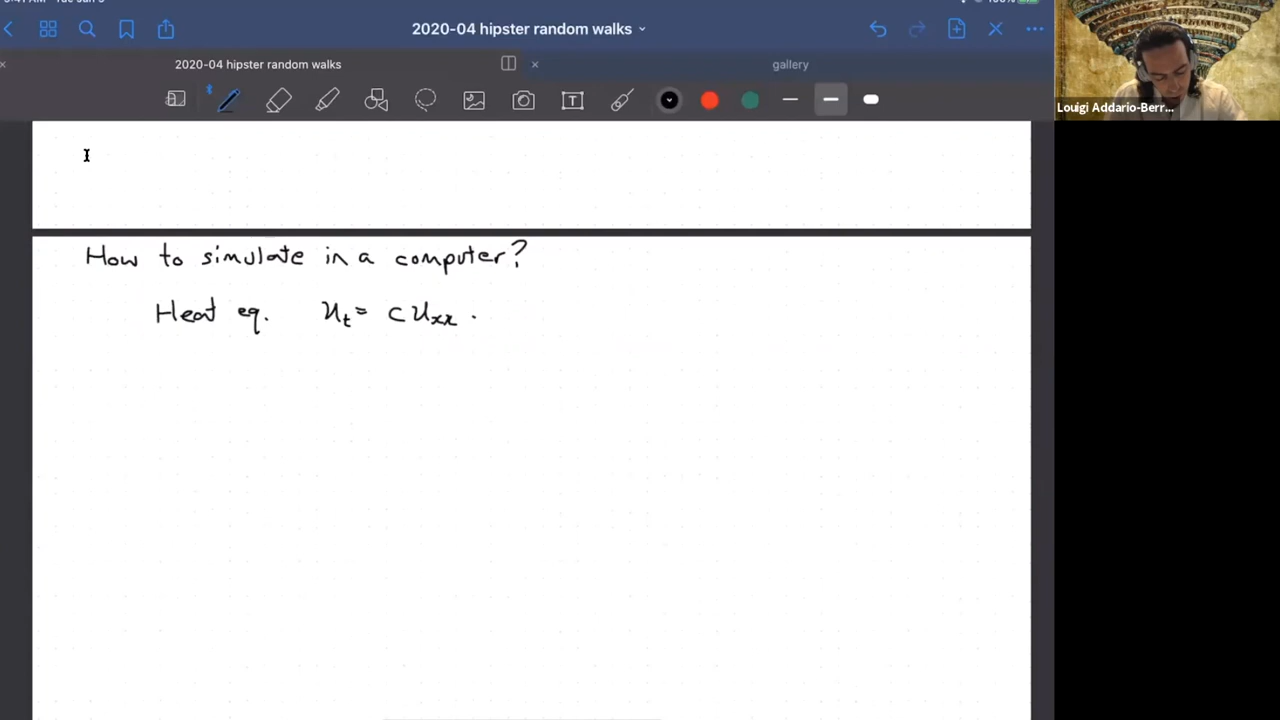 2020-04 hipster random walks
2020-04 hipster random walks
gallery
T
Louigi Addario-Berr...
How to simulate in a computer?
Heat eq. u_t = c u_xx .